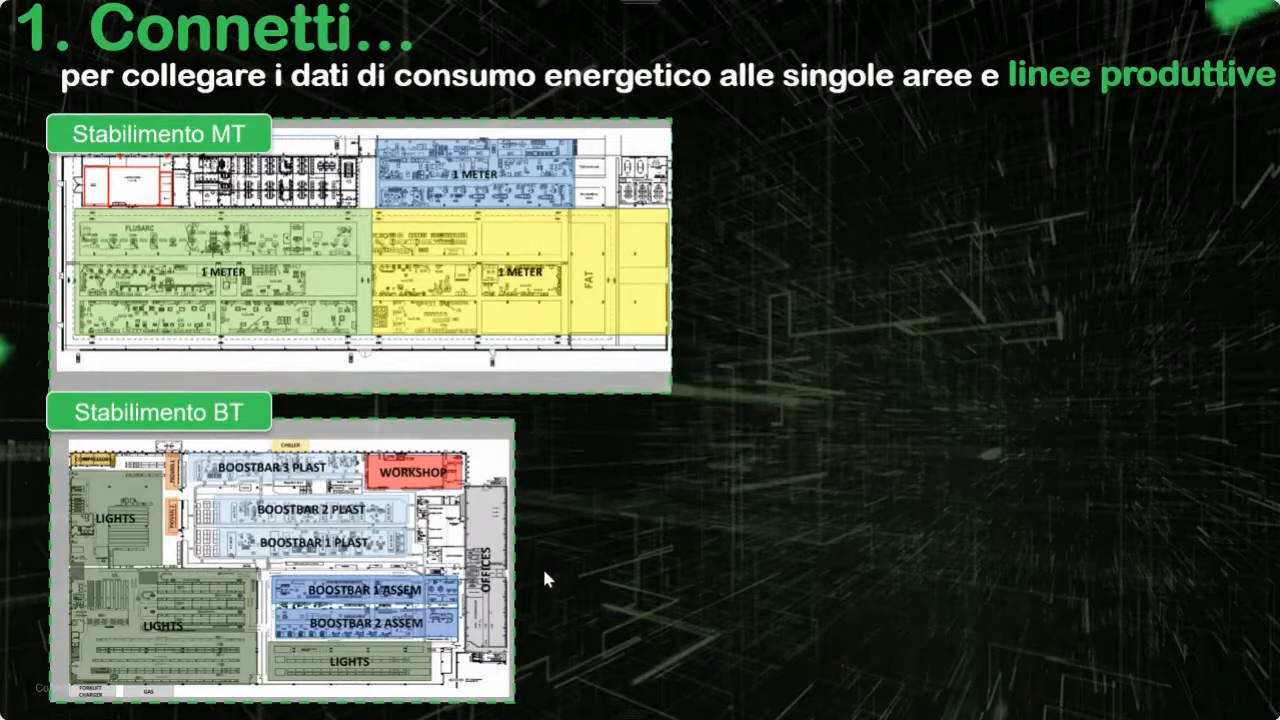 1. Connetti...
per collegare i dati di consumo energetico alle singole aree e linee produttive
Stabilimento MT
1 METER
FLUSARC
1 METER
1 METER
FAT
Stabilimento BT
CHILLER
COMPRESSORS
BOOSTBAR 3 PLAST
WORKSHOP
LIGHTS
BOOSTBAR 2 PLAST
BOOSTBAR 1 PLAST
OFFICES
BOOSTBAR 1 ASSEM
BOOSTBAR 2 ASSEM
LIGHTS
LIGHTS
FORKLIFT
CHARGER
GAS